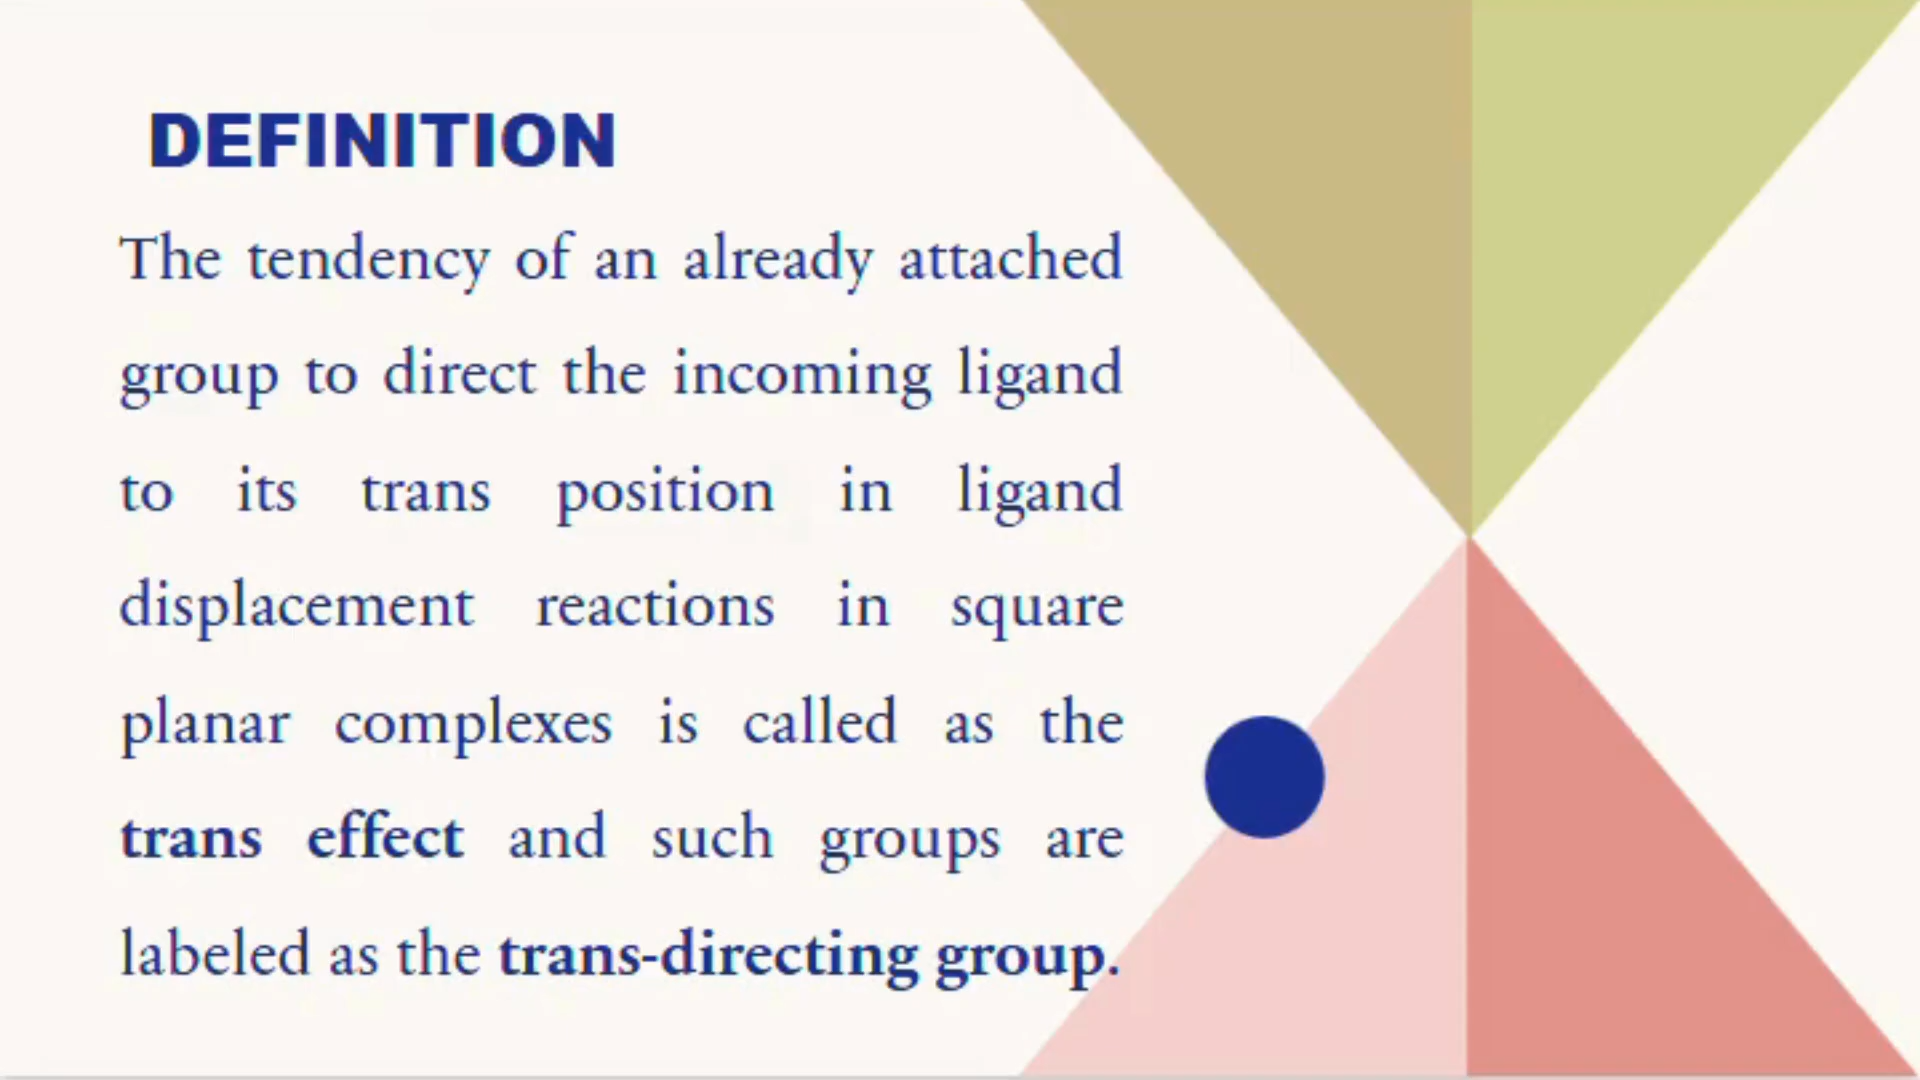 DEFINITION
The tendency of an already attached
group to direct the incoming ligand
to its trans position in ligand
displacement reactions in square
planar complexes is called as the
trans effect and such groups are
labeled as the trans-directing group.